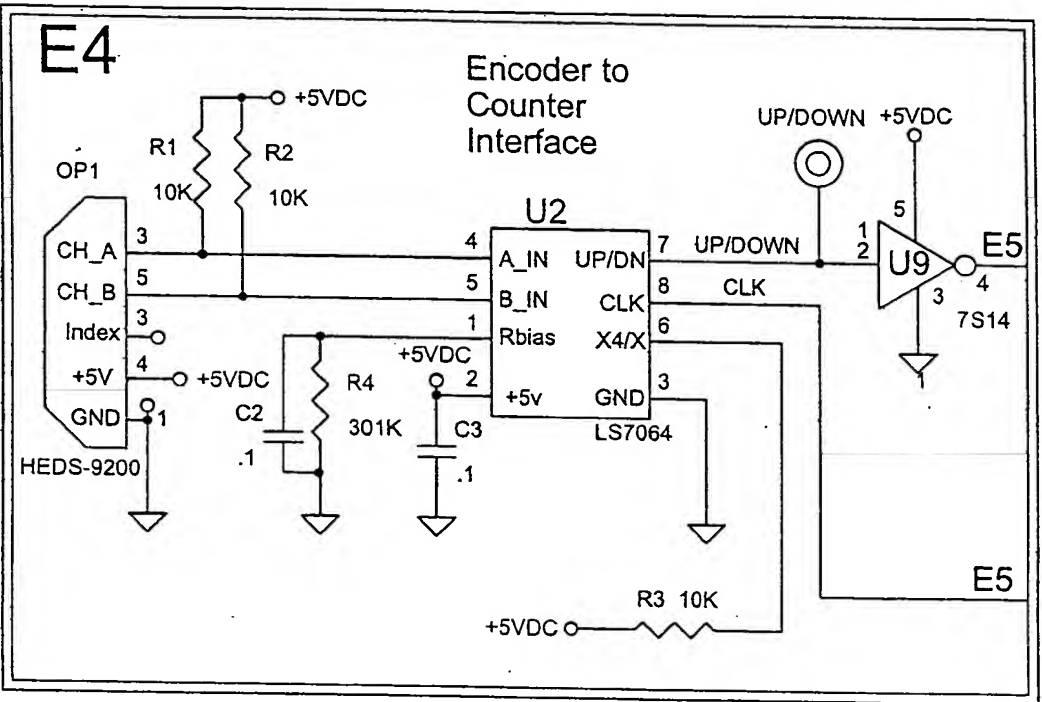 E4
Encoder to
Counter
Interface
+5VDC
UP/DOWN
+5VDC
R1
R2
OP1
10K
10K
U2
5
CH_A
3
4
A_IN
UP/DN
7
UP/DOWN
1
2
U9
E5
4
3
7S14
CH_B
5
5
B_IN
CLK
8
CLK
Index
3
1
Rbias
X4/X
6
+5VDC
+5V
4
+5VDC
R4
2
+5v
GND
3
1
GND
1
C2
301K
C3
LS7064
HEDS-9200
.1
.1
E5
R3 10K
+5VDC